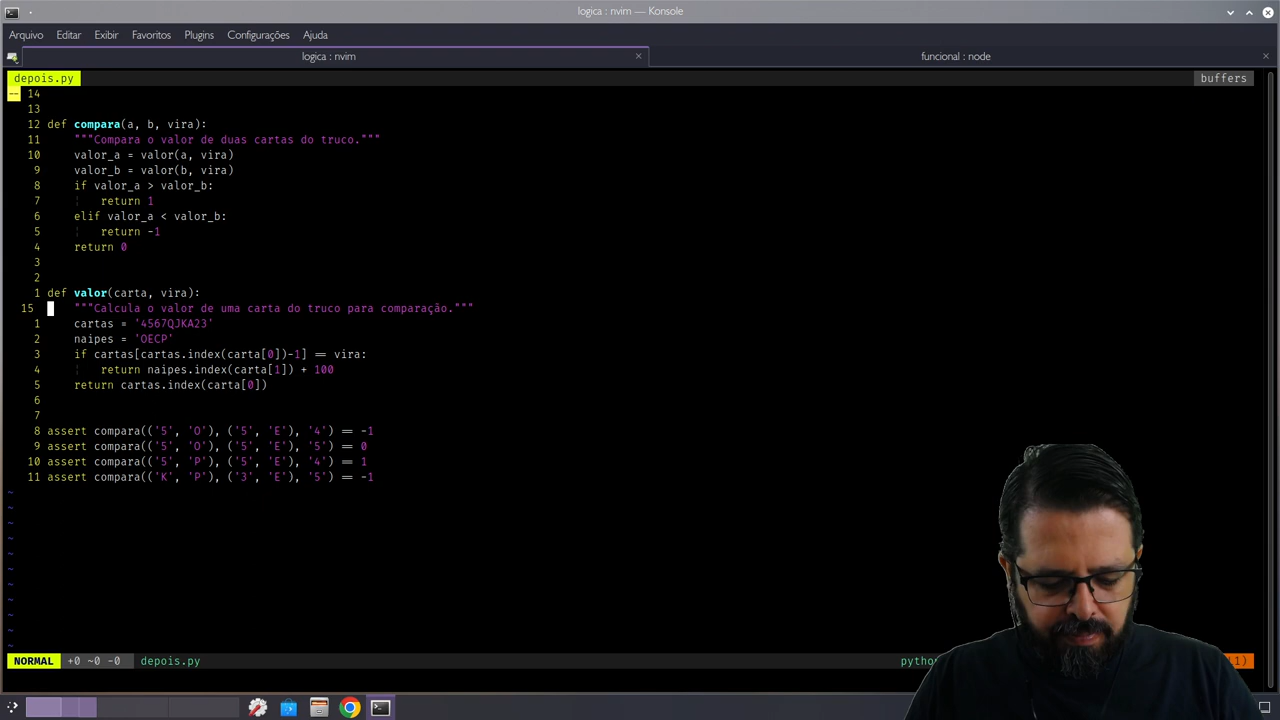 logica : nvim — Konsole
Arquivo Editar Exibir Favoritos Plugins Configurações Ajuda
logica : nvim
funcional : node
depois.py
buffers
-- 14
13
12 def compara(a, b, vira):
11 """Compara o valor de duas cartas do truco."""
10 valor_a = valor(a, vira)
9 valor_b = valor(b, vira)
8 if valor_a > valor_b:
7 return 1
6 elif valor_a < valor_b:
5 return -1
4 return 0
3
2
1 def valor(carta, vira):
15 """Calcula o valor de uma carta do truco para comparação."""
1 cartas = '4567QJKA23'
2 naipes = 'OECP'
3 if cartas[cartas.index(carta[0])-1] == vira:
4 return naipes.index(carta[1]) + 100
5 return cartas.index(carta[0])
6
7
8 assert compara(('5', 'O'), ('5', 'E'), '4') == -1
9 assert compara(('5', 'O'), ('5', 'E'), '5') == 0
10 assert compara(('5', 'P'), ('5', 'E'), '4') == 1
11 assert compara(('K', 'P'), ('3', 'E'), '5') == -1
~
~
~
~
~
~
~
~
~
~
~
NORMAL +0 ~0 -0 depois.py